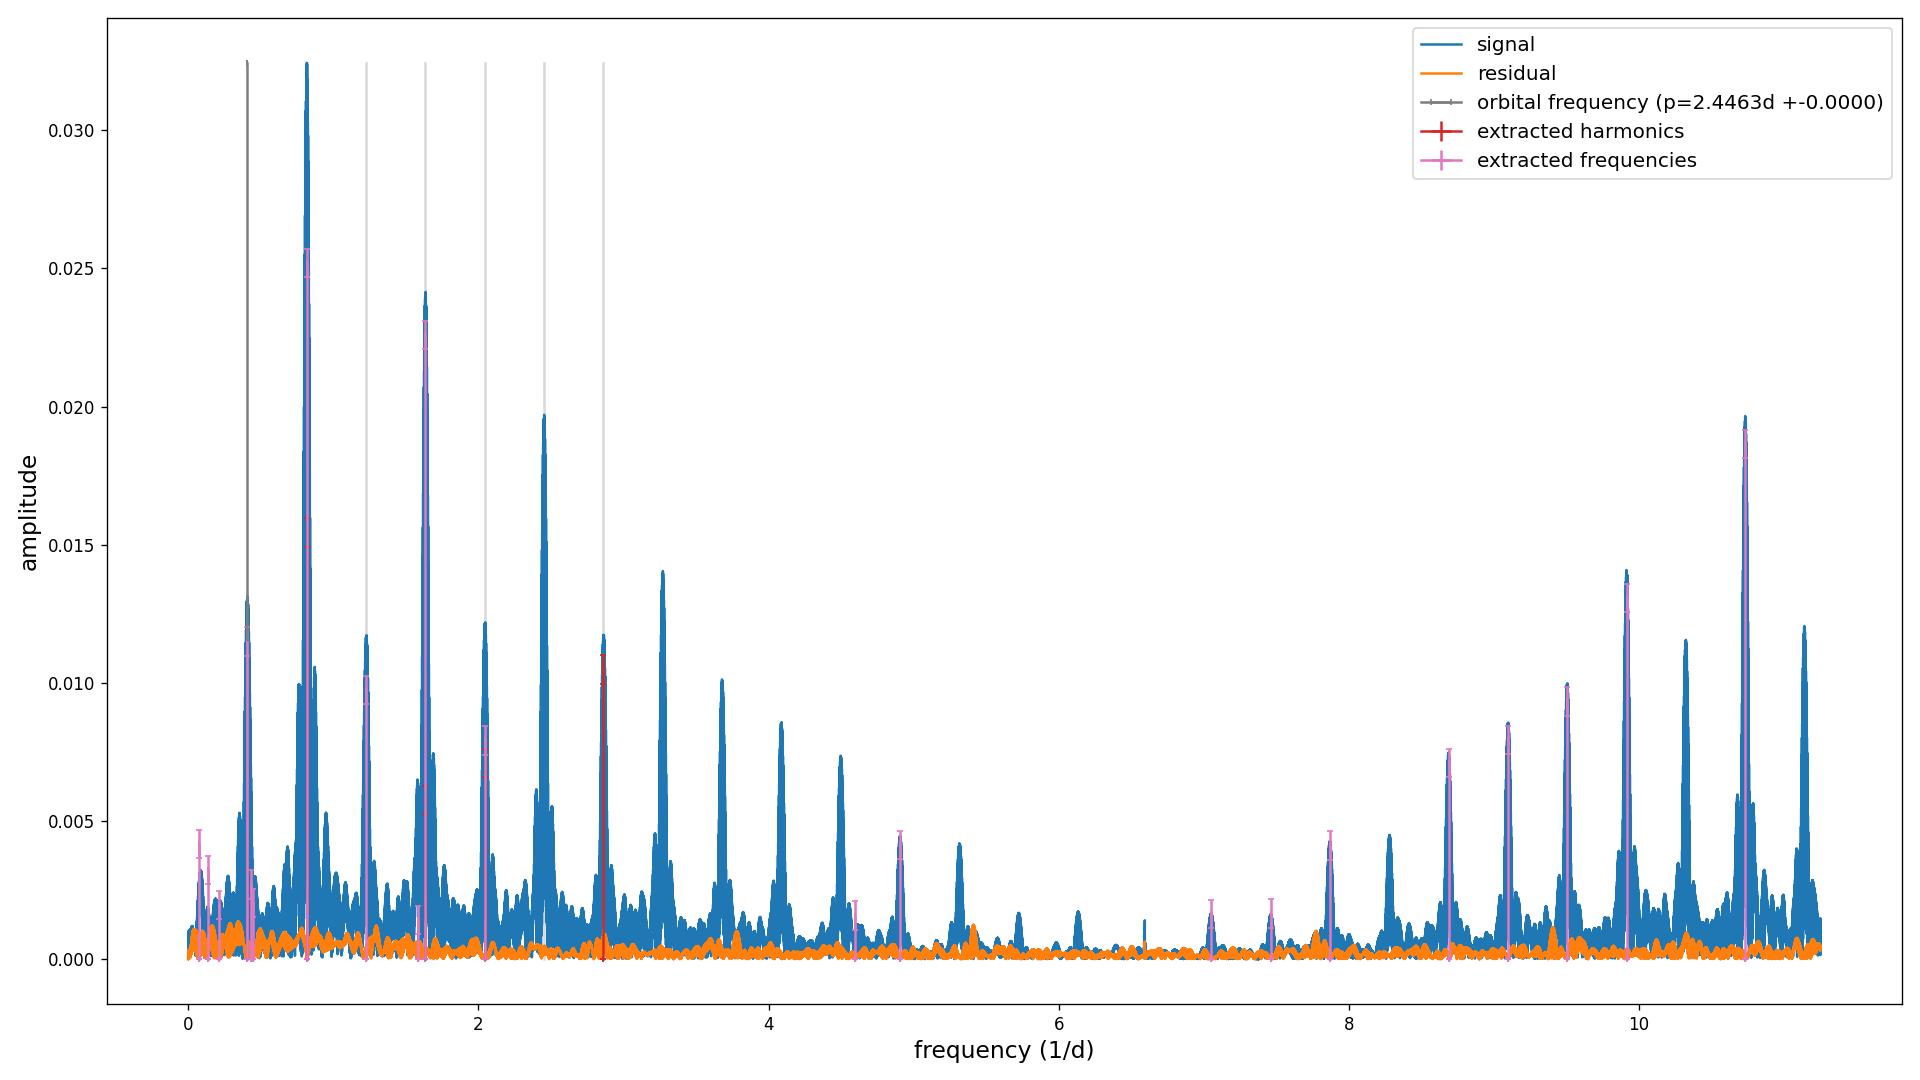 signal
residual
orbital frequency (p=2.4463d +-0.0000)
extracted harmonics
extracted frequencies
0.030
0.025
0.020
0.015
0.010
0.005
0.000
amplitude
0 2 4 6 8 10
frequency (1/d)